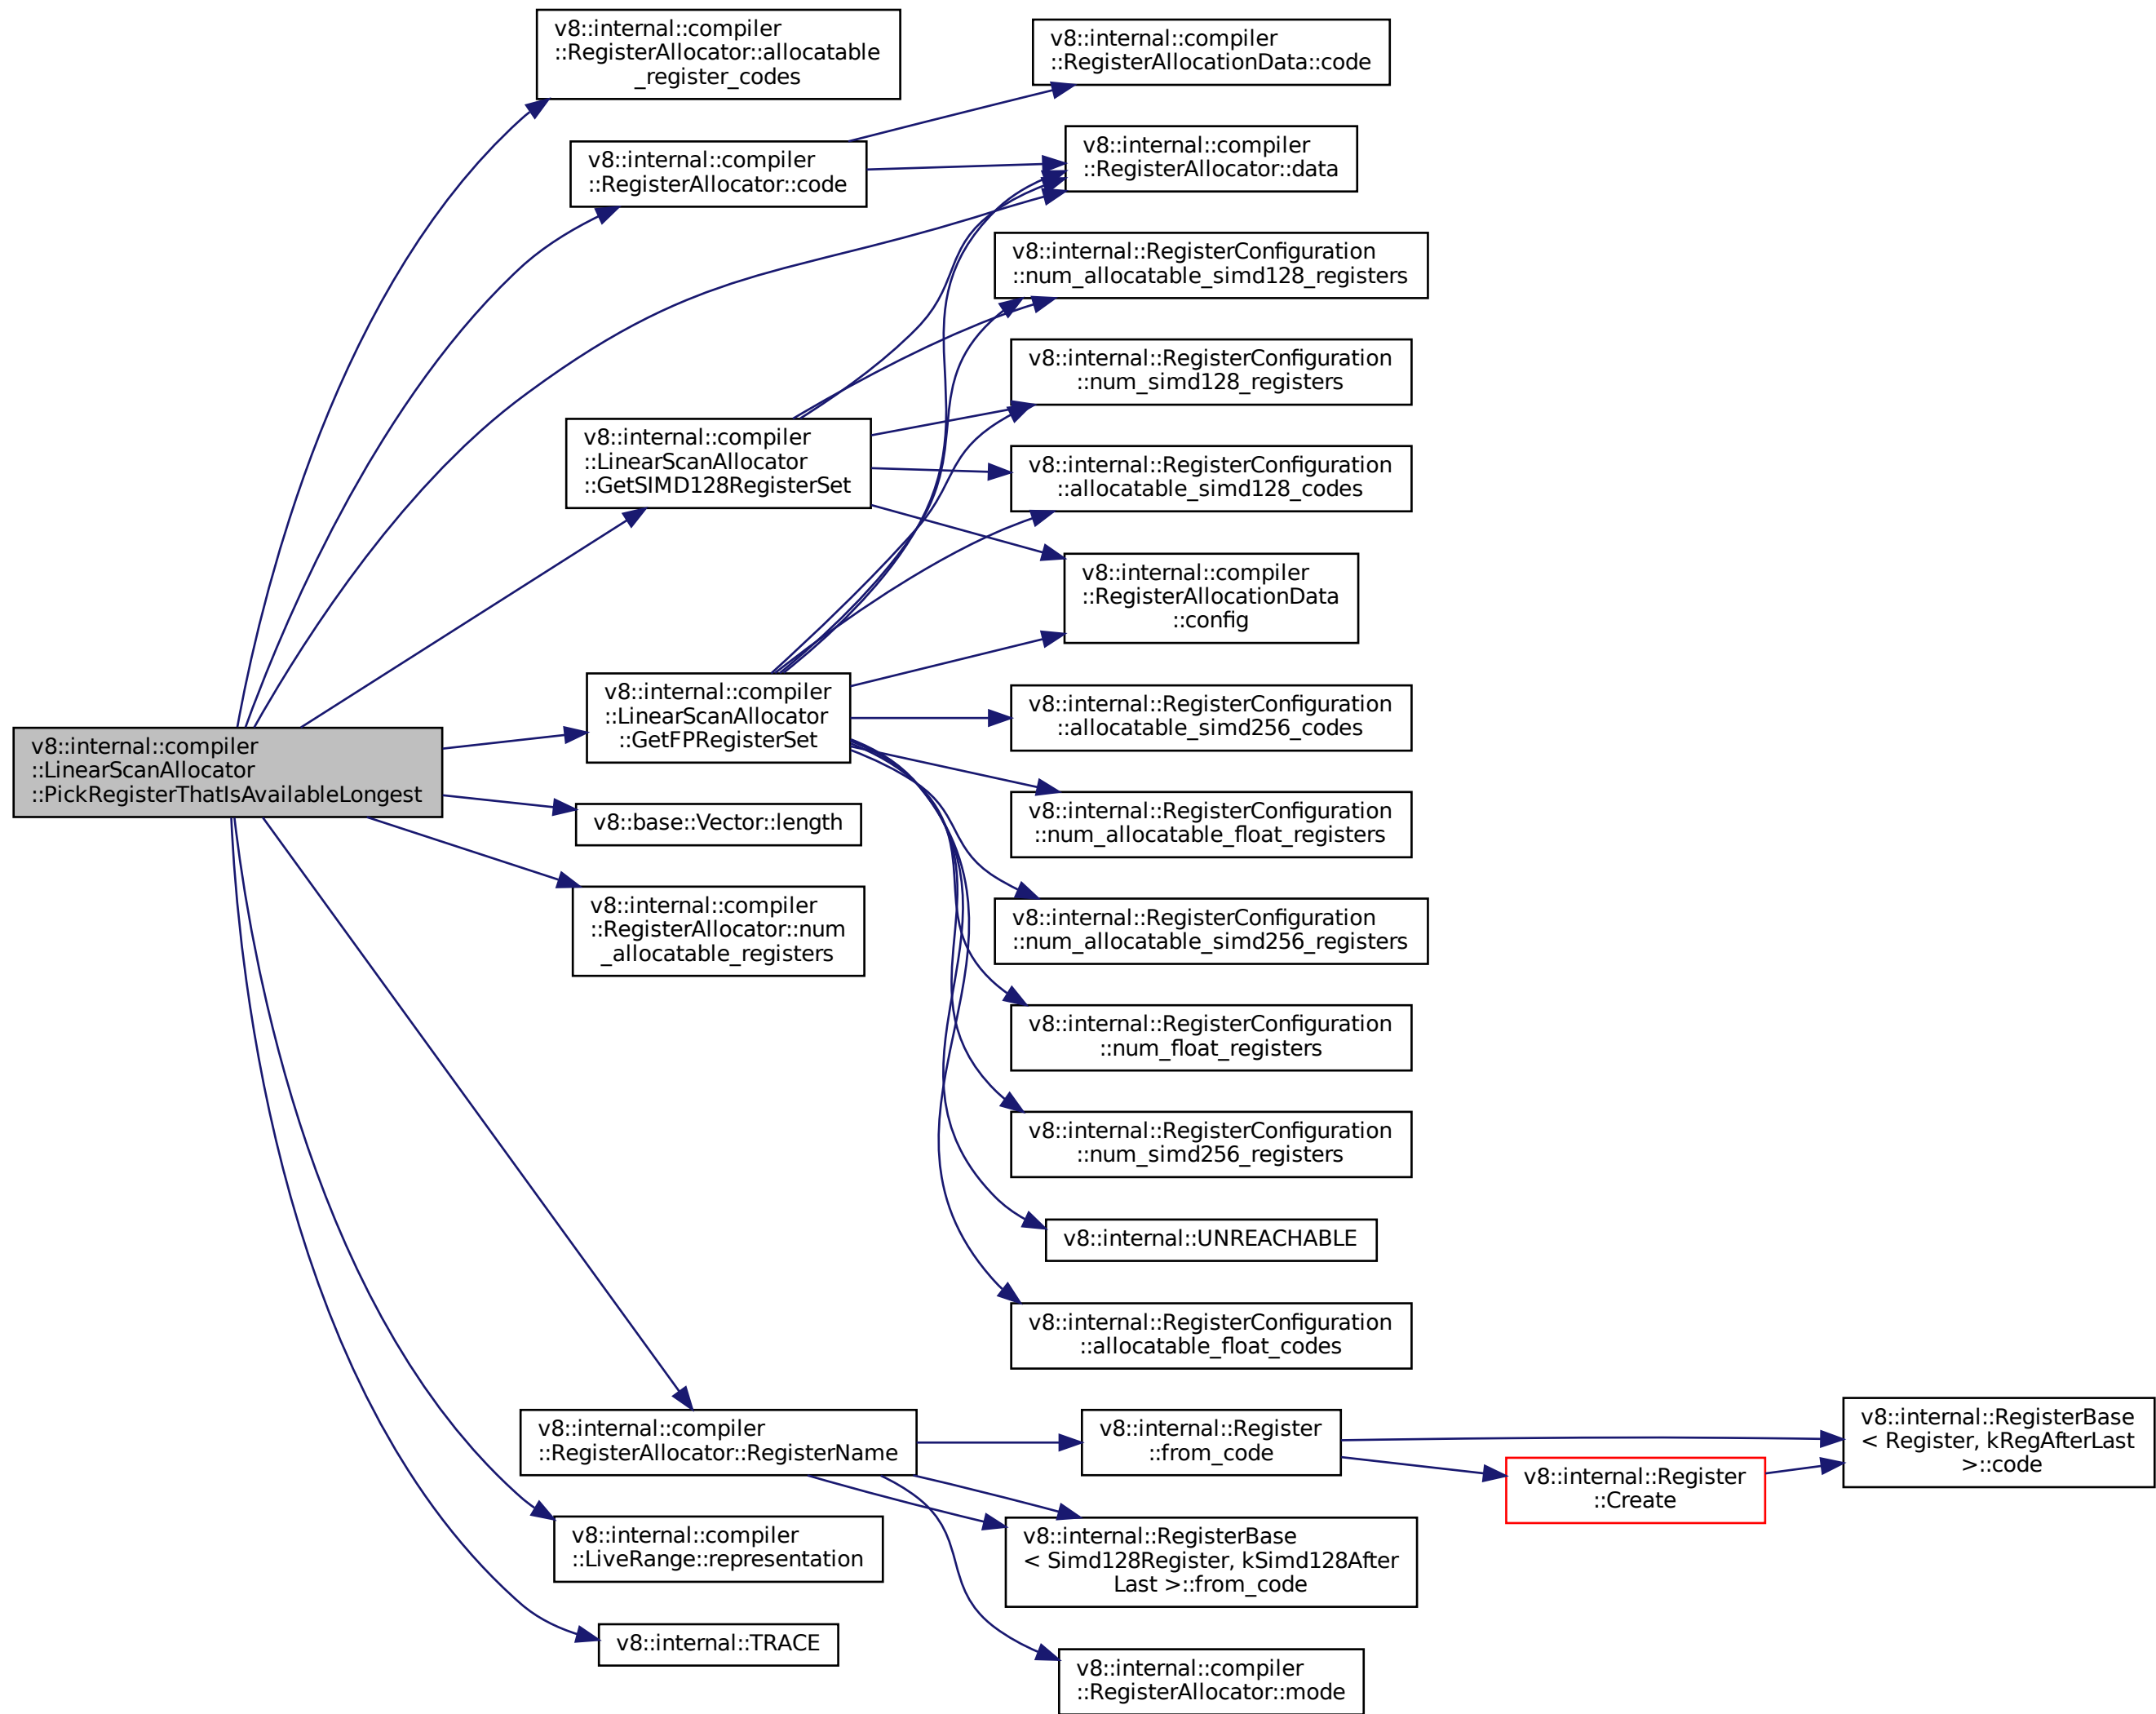 v8::internal::compiler
::LinearScanAllocator
::PickRegisterThatIsAvailableLongest
v8::internal::compiler
::RegisterAllocator::allocatable
_register_codes
v8::internal::compiler
::RegisterAllocator::code
v8::internal::compiler
::LinearScanAllocator
::GetSIMD128RegisterSet
v8::internal::compiler
::LinearScanAllocator
::GetFPRegisterSet
v8::base::Vector::length
v8::internal::compiler
::RegisterAllocator::num
_allocatable_registers
v8::internal::compiler
::RegisterAllocator::RegisterName
v8::internal::compiler
::LiveRange::representation
v8::internal::TRACE
v8::internal::compiler
::RegisterAllocationData::code
v8::internal::compiler
::RegisterAllocator::data
v8::internal::RegisterConfiguration
::num_allocatable_simd128_registers
v8::internal::RegisterConfiguration
::num_simd128_registers
v8::internal::RegisterConfiguration
::allocatable_simd128_codes
v8::internal::compiler
::RegisterAllocationData
::config
v8::internal::RegisterConfiguration
::allocatable_simd256_codes
v8::internal::RegisterConfiguration
::num_allocatable_float_registers
v8::internal::RegisterConfiguration
::num_allocatable_simd256_registers
v8::internal::RegisterConfiguration
::num_float_registers
v8::internal::RegisterConfiguration
::num_simd256_registers
v8::internal::UNREACHABLE
v8::internal::RegisterConfiguration
::allocatable_float_codes
v8::internal::Register
::from_code
v8::internal::RegisterBase
< Simd128Register, kSimd128After
Last >::from_code
v8::internal::compiler
::RegisterAllocator::mode
v8::internal::Register
::Create
v8::internal::RegisterBase
< Register, kRegAfterLast
>::code